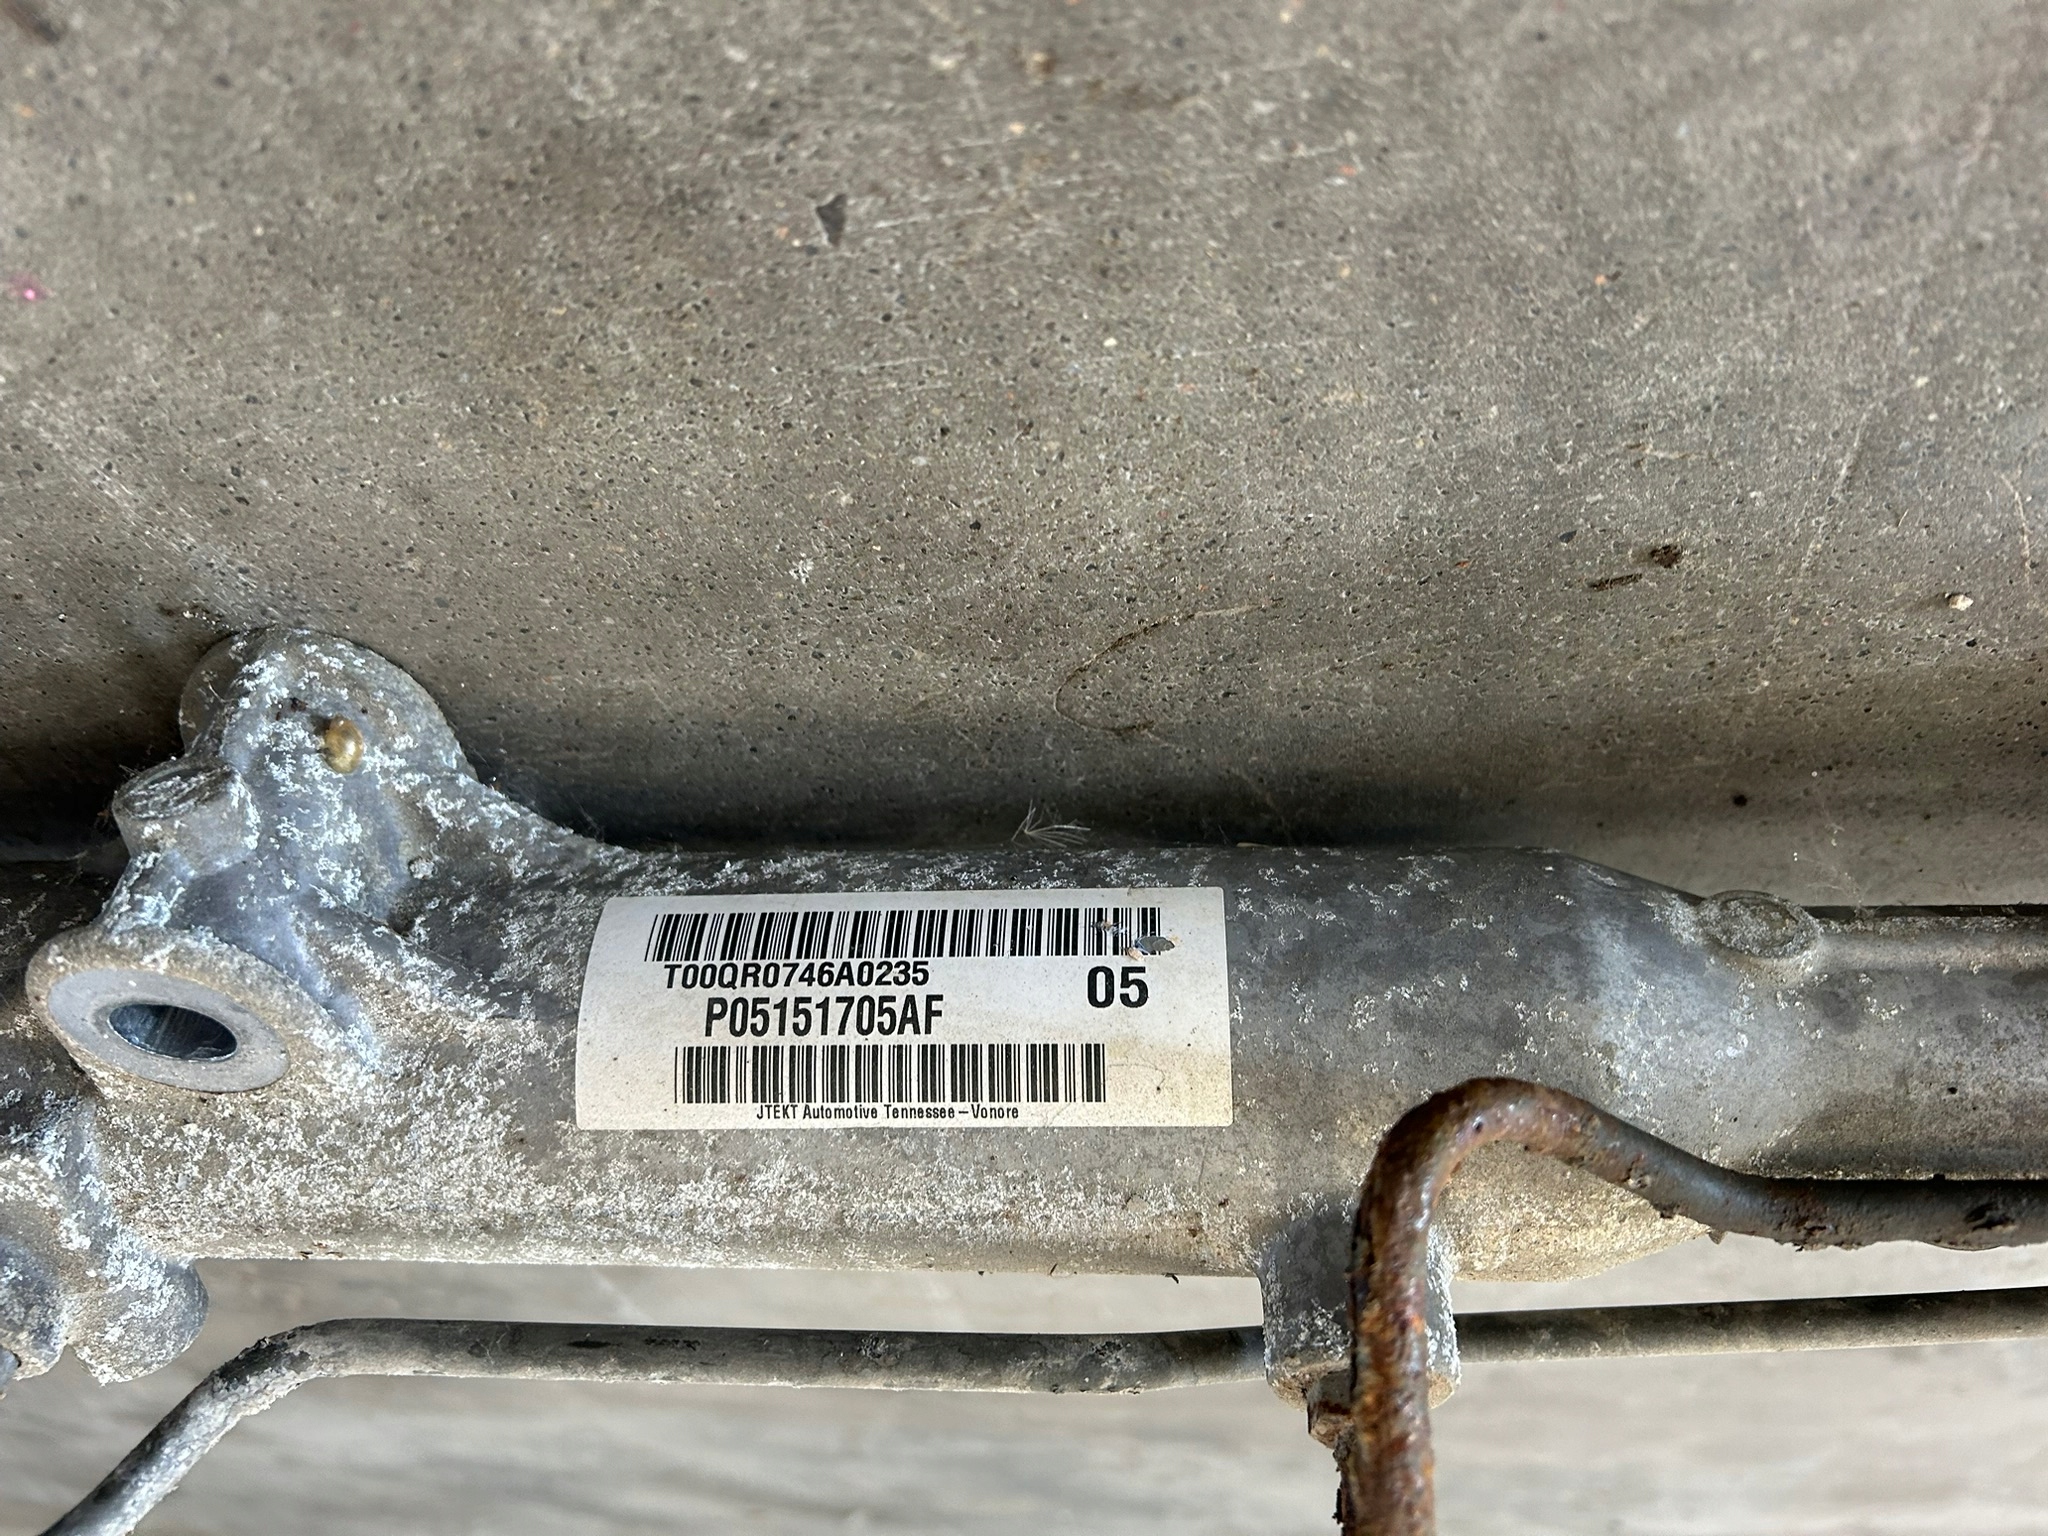 T00QR0746A0235
P05151705AF
05
JTEKT Automotive Tennessee-Vonore